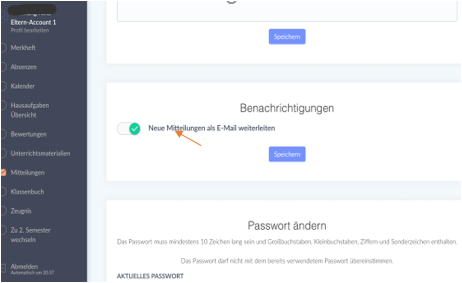 Eltern-Account 1
Profil bearbeiten
Merkheft
Absenzen
Kalender
Hausaufgaben
Übersicht
Bewertungen
Unterrichtsmaterialien
Mitteilungen
Klassenbuch
Zeugnis
Zu 2. Semester
wechseln
Abmelden
Automatisch um 20:37
Speichern
Benachrichtigungen
Neue Mitteilungen als E-Mail weiterleiten
Speichern
Passwort ändern
Das Passwort muss mindestens 10 Zeichen lang sein und Großbuchstaben, Kleinbuchstaben, Ziffern und Sonderzeichen enthalten.
Das Passwort darf nicht mit dem bereits verwendetem Passwort übereinstimmen.
AKTUELLES PASSWORT